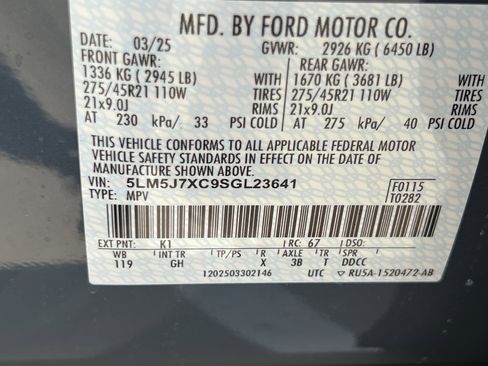 MFD. BY FORD MOTOR CO.
DATE: 03/25 GVWR: 2926 KG ( 6450 LB)
FRONT GAWR: REAR GAWR:
1336 KG ( 2945 LB) WITH 1670 KG ( 3681 LB) WITH
275/45R21 110W TIRES 275/45R21 110W TIRES
21x9.0J RIMS 21x9.0J RIMS
AT 230 kPa/ 33 PSI COLD AT 275 kPa/ 40 PSI COLD
THIS VEHICLE CONFORMS TO ALL APPLICABLE FEDERAL MOTOR
VEHICLE SAFETY STANDARDS IN EFFECT ON THE DATE OF
MANUFACTURE SHOWN ABOVE.
VIN: 5LM5J7XC9SGL23641 F0115
TYPE: MPV T0282
EXT PNT: K1 RC: 67 DSO:
WB INT TR TP/PS R AXLE TR SPR
119 GH X 3B T DDCC
1202503302146 UTC RU5A-1520472-AB